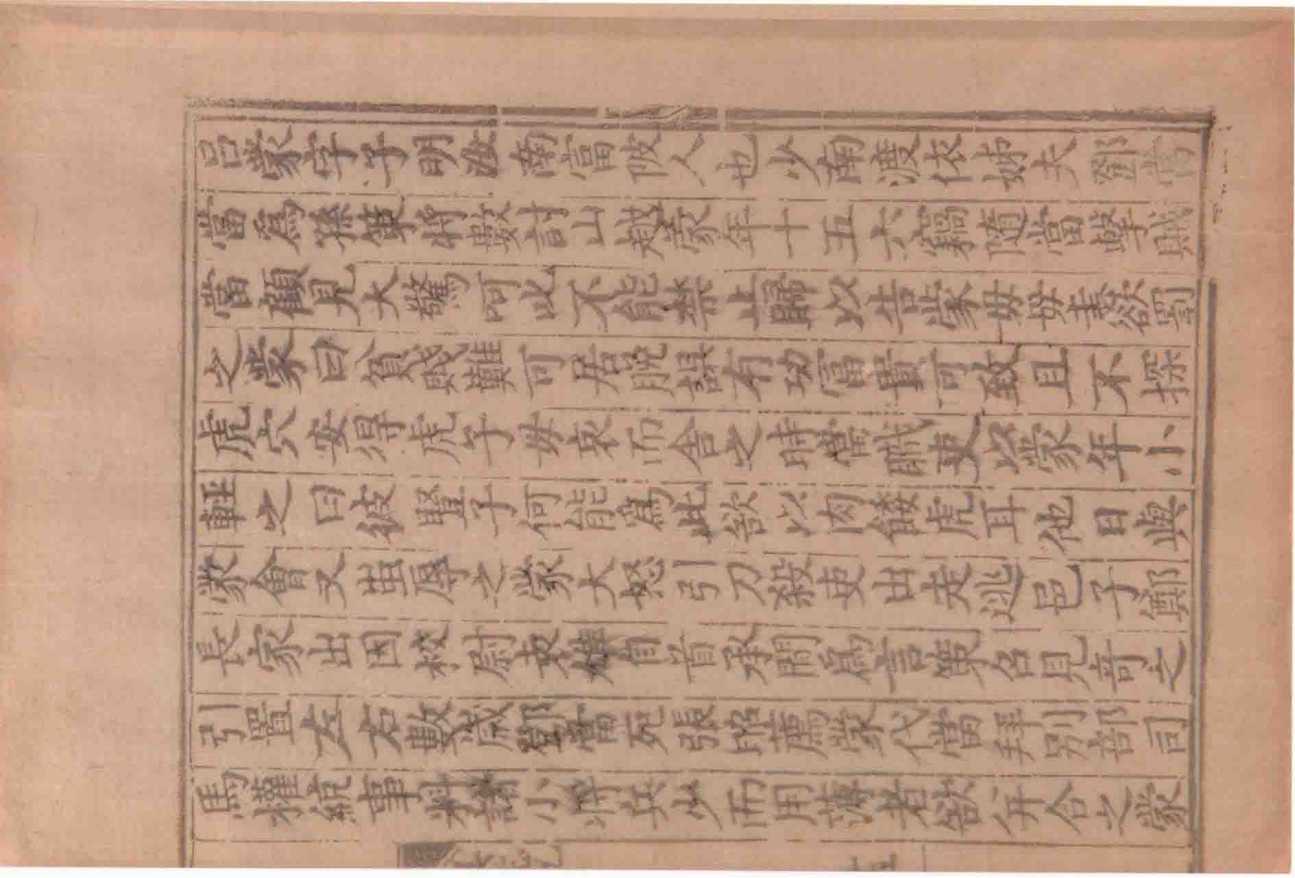 呂蒙字子明汝南富陂人也少南渡依姊夫鄧當
當爲孫策將數討山越蒙年十五六竊隨當擊賊
當顧見大驚呵叱不能禁止歸以告蒙母母恚欲罰
之蒙曰貧賤難可居脫誤有功富貴可致且不探
虎穴安得虎子母哀而舍之時當職吏以蒙年小
輕之曰彼豎子何能爲此欲以肉餧虎耳他日與
蒙會又蚩辱之蒙大怒引刀殺吏出走逃邑子鄭
長家出因校尉袁雄自首承間爲言策召見奇之
引置左右數歲鄧當死張昭薦蒙代當拜別部司
馬權統事料諸小將兵少而用薄者欲并合之蒙